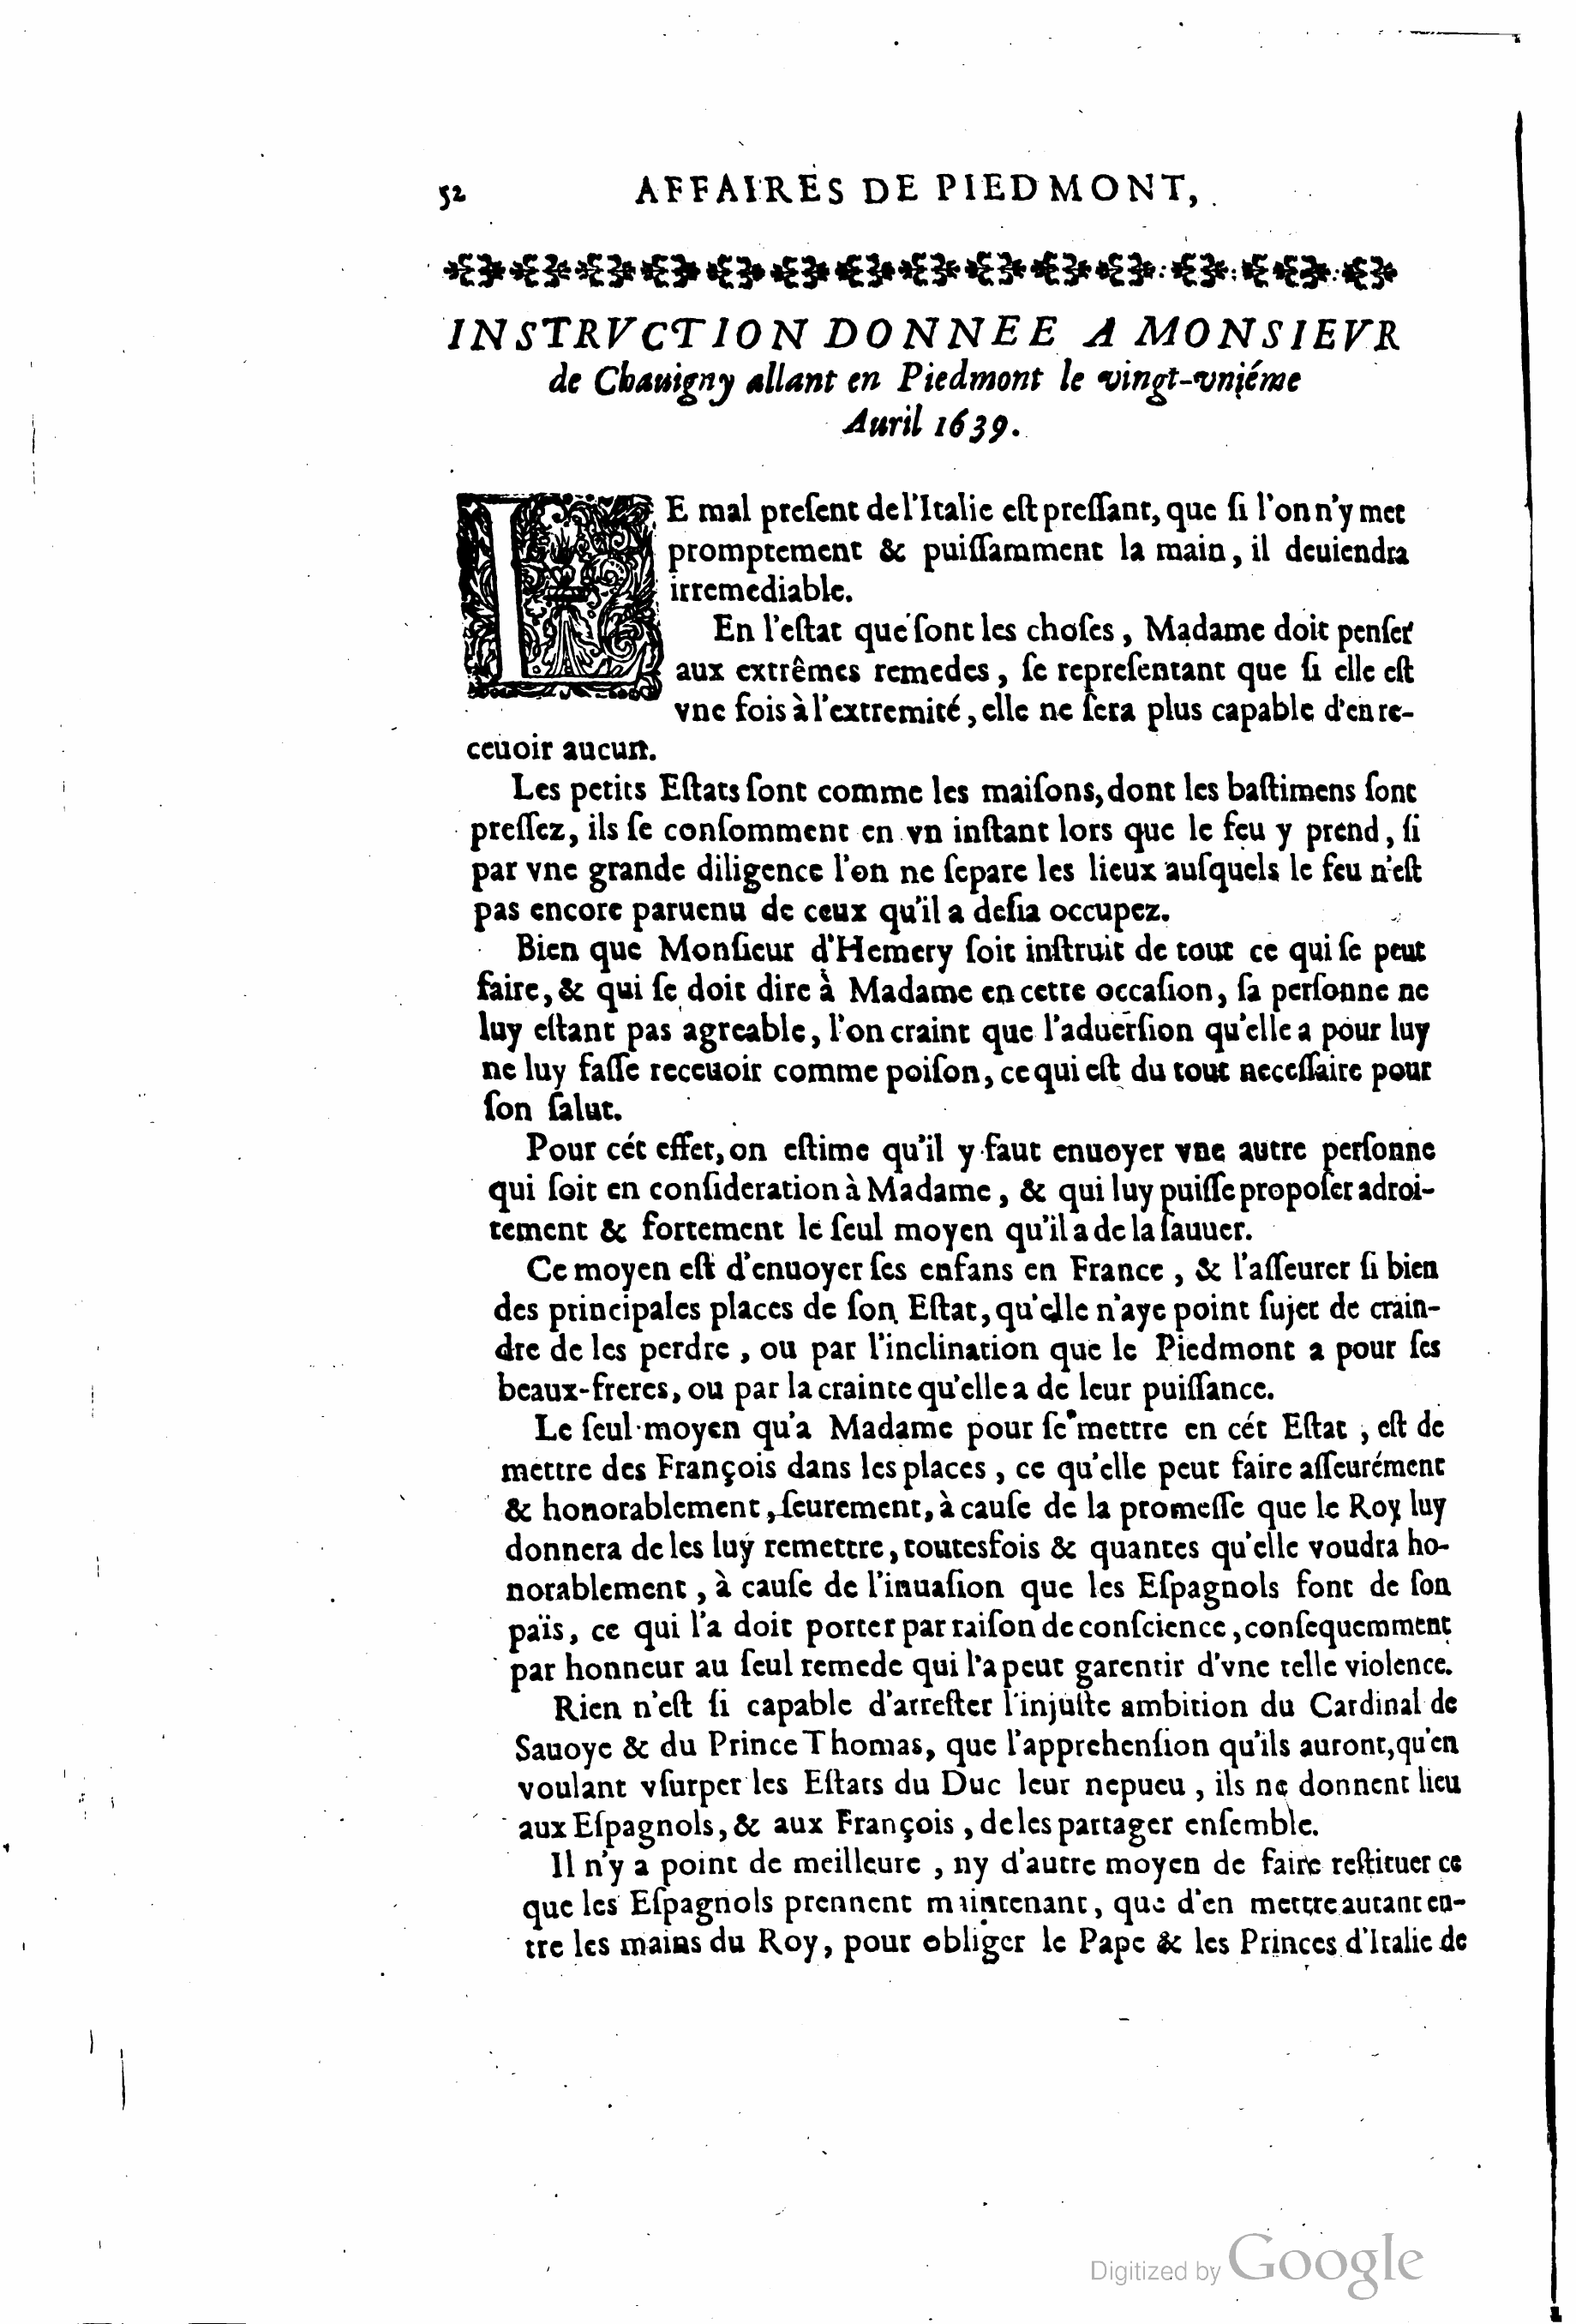 52 AFFAIRES DE PIEDMONT,
INSTRVCTION DONNEE A MONSIEVR
de Chauigny allant en Piedmont le vingt-vniéme
Auril 1639.
LE mal preſent de l'Italie eſt preſſant, que ſi l'on n'y met
promptement & puiſſamment la main, il deuiendra
irremediable.
En l'eſtat que ſont les choſes, Madame doit penſer
aux extrêmes remedes, ſe repreſentant que ſi elle eſt
vne fois à l'extremité, elle ne ſera plus capable d'en re-
ceuoir aucun.
Les petits Eſtats ſont comme les maiſons, dont les baſtimens ſont
preſſez, ils ſe conſomment en vn inſtant lors que le feu y prend, ſi
par vne grande diligence l'on ne ſepare les lieux auſquels le feu n'eſt
pas encore paruenu de ceux qu'il a deſia occupez.
Bien que Monſieur d'Hemery ſoit inſtruit de tout ce qui ſe peut
faire, & qui ſe doit dire à Madame en cette occaſion, ſa perſonne ne
luy eſtant pas agreable, l'on craint que l'aduerſion qu'elle a pour luy
ne luy faſſe receuoir comme poiſon, ce qui eſt du tout neceſſaire pour
ſon ſalut.
Pour cét effet, on eſtime qu'il y faut enuoyer vne autre perſonne
qui ſoit en conſideration à Madame, & qui luy puiſſe propoſer adroi-
tement & fortement le ſeul moyen qu'il a de la ſauuer.
Ce moyen eſt d'enuoyer ſes enfans en France, & l'aſſeurer ſi bien
des principales places de ſon Eſtat, qu'elle n'aye point ſujet de crain-
dre de les perdre, ou par l'inclination que le Piedmont a pour ſes
beaux-freres, ou par la crainte qu'elle a de leur puiſſance.
Le ſeul moyen qu'a Madame pour ſe mettre en cét Eſtat, eſt de
mettre des François dans les places, ce qu'elle peut faire aſſeurément
& honorablement, ſeurement, à cauſe de la promeſſe que le Roy luy
donnera de les luy remettre, toutesfois & quantes qu'elle voudra ho-
norablement, à cauſe de l'inuaſion que les Eſpagnols font de ſon
païs, ce qui l'a doit porter par raiſon de conſcience, conſequemment
par honneur au ſeul remede qui l'a peut garentir d'vne telle violence.
Rien n'eſt ſi capable d'arreſter l'injuſte ambition du Cardinal de
Sauoye & du Prince Thomas, que l'apprehenſion qu'ils auront, qu'en
voulant vſurper les Eſtats du Duc leur nepueu, ils ne donnent lieu
aux Eſpagnols, & aux François, de les partager enſemble.
Il n'y a point de meilleure, ny d'autre moyen de faire reſtituer ce
que les Eſpagnols prennent maintenant, que d'en mettre autant en-
tre les mains du Roy, pour obliger le Pape & les Princes d'Italie de
Digitized by Google